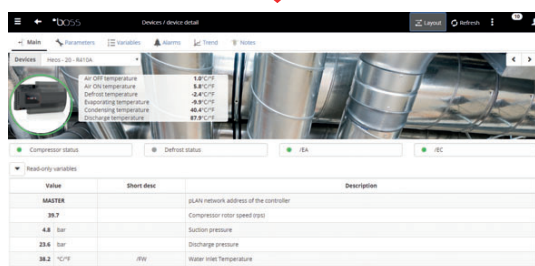 boss
Devices / device detail
Layout
Refresh
Main
Parameters
Variables
Alarms
Trend
Notes
Devices
Heos - 20 - R410A
Air OFF temperature 1.0°C/°F
Air ON temperature 5.8°C/°F
Defrost temperature -2.4°C/°F
Evaporating temperature -9.9°C/°F
Condensing temperature 40.4°C/°F
Discharge temperature 87.9°C/°F
Compressor status
Defrost status
/EA
/EC
Read-only variables
Value Short desc Description
MASTER pLAN network address of the controller
39.7 Compressor rotor speed (rps)
4.8 bar Suction pressure
23.6 bar Discharge pressure
38.2 °C/°F /FW Water Inlet Temperature